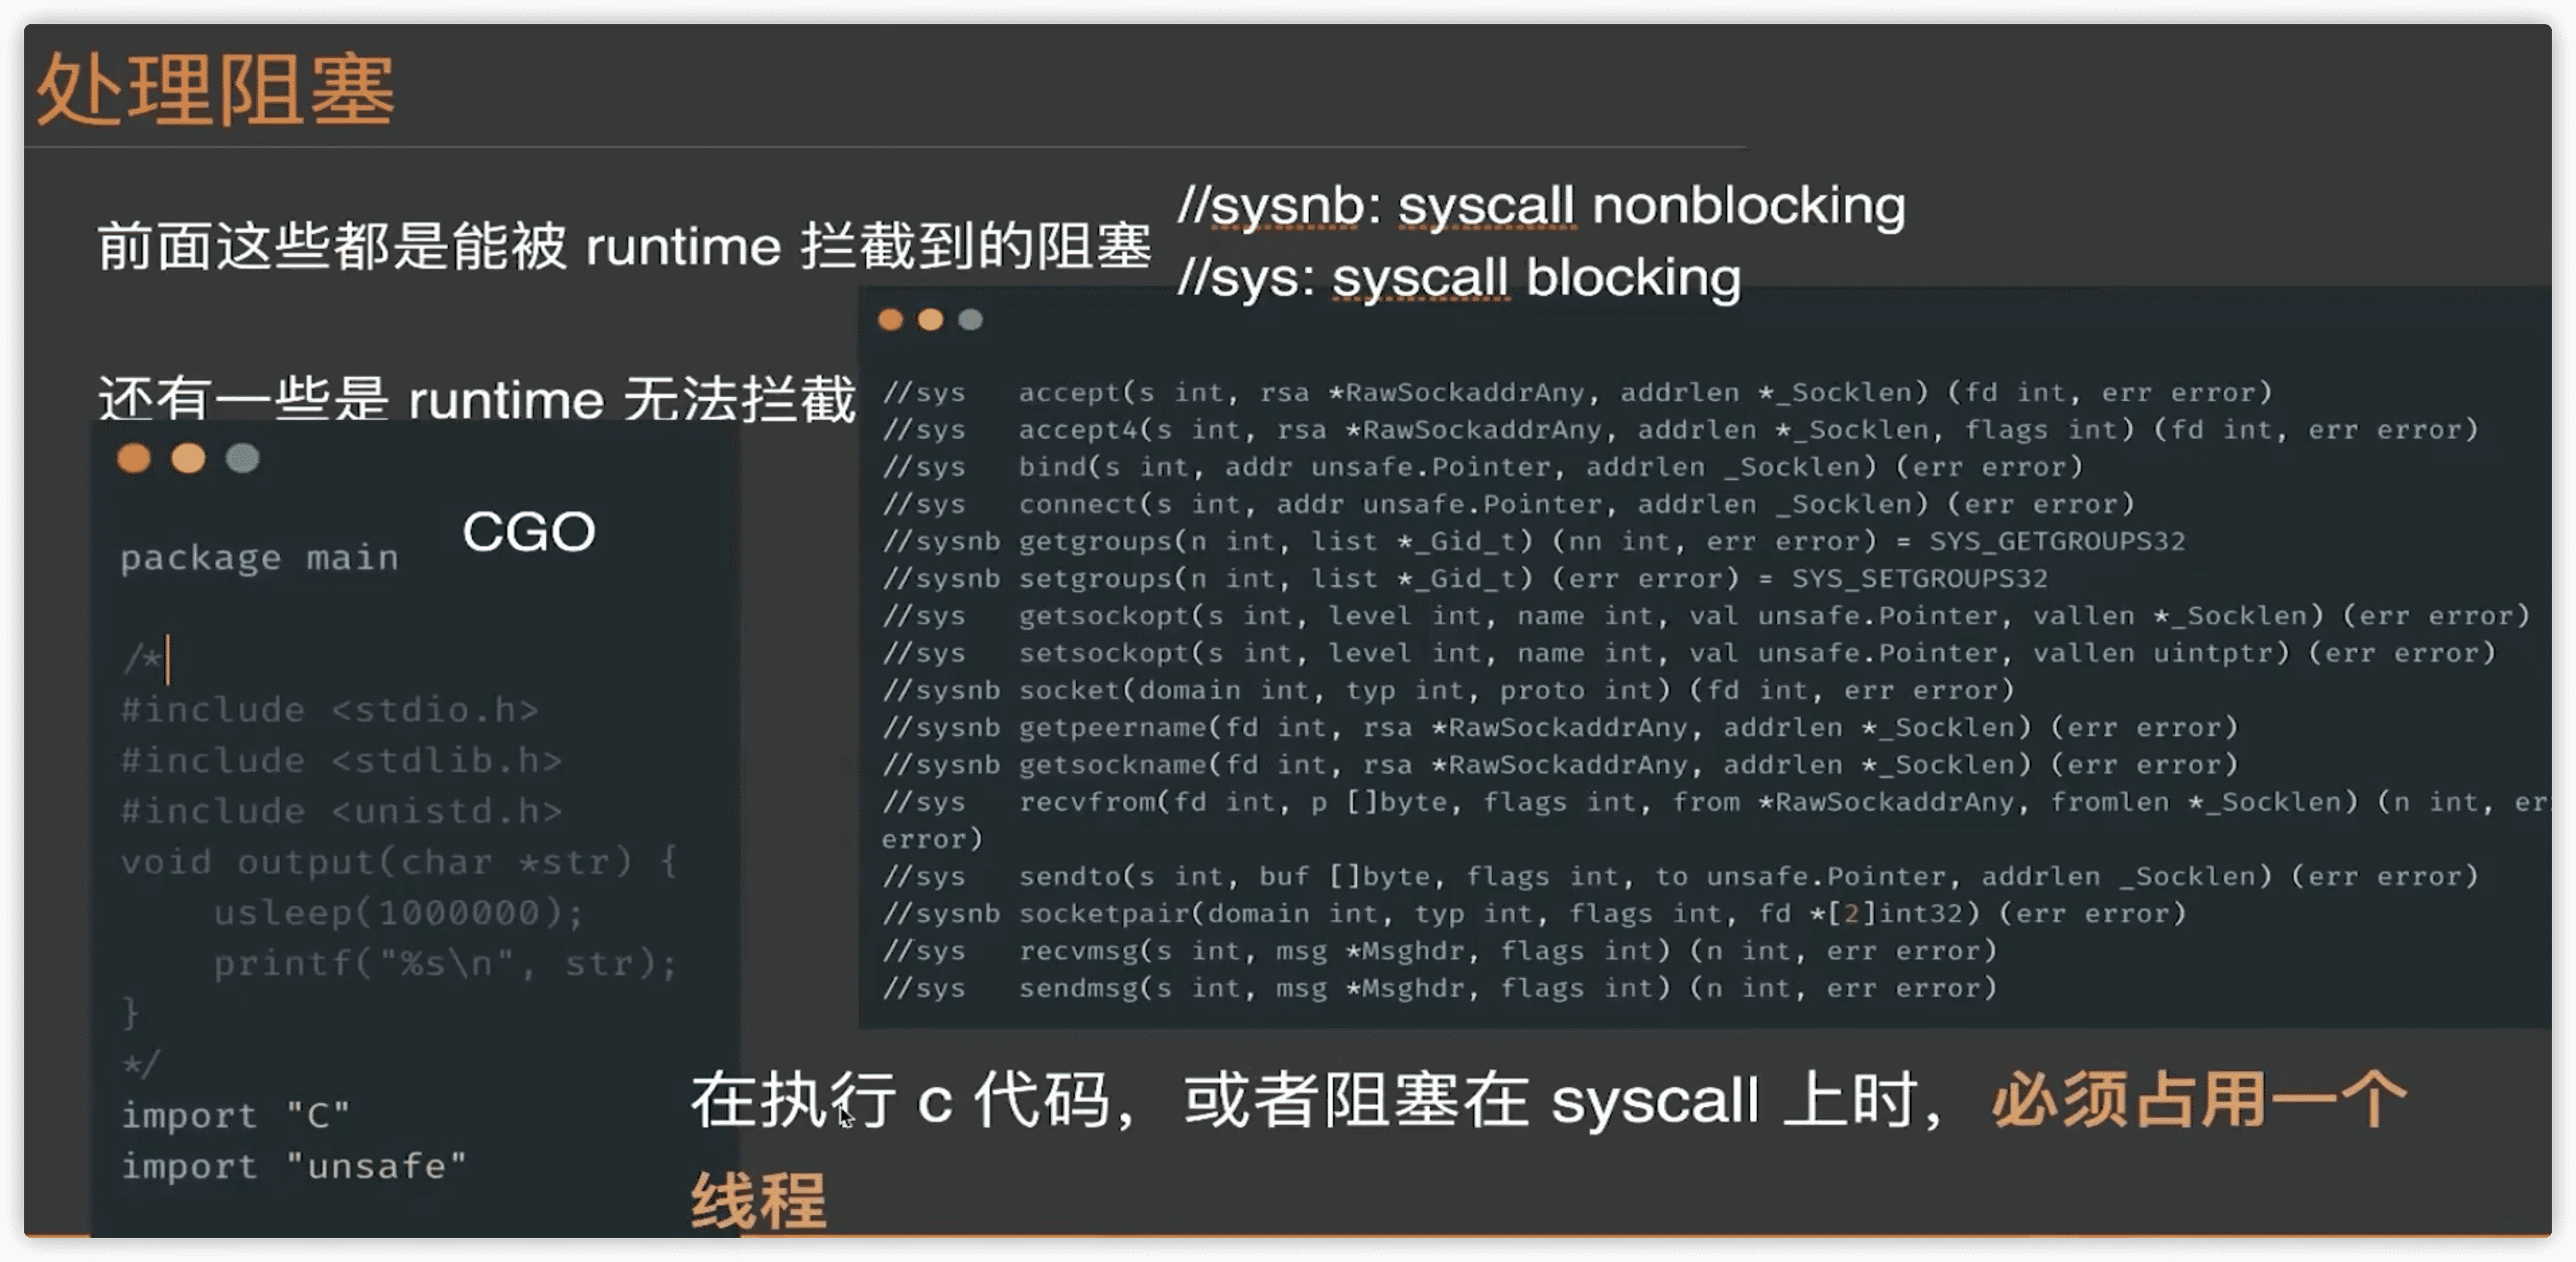 处理阻塞
前面这些都是能被 runtime 拦截到的阻塞
还有一些是 runtime 无法拦截
//sysnb: syscall nonblocking
//sys: syscall blocking
CGO
package main
/*
#include <stdio.h>
#include <stdlib.h>
#include <unistd.h>
void output(char *str) {
    usleep(1000000);
    printf("%s\n", str);
}
*/
import "C"
import "unsafe"
//sys   accept(s int, rsa *RawSockaddrAny, addrlen *_Socklen) (fd int, err error)
//sys   accept4(s int, rsa *RawSockaddrAny, addrlen *_Socklen, flags int) (fd int, err error)
//sys   bind(s int, addr unsafe.Pointer, addrlen _Socklen) (err error)
//sys   connect(s int, addr unsafe.Pointer, addrlen _Socklen) (err error)
//sysnb getgroups(n int, list *_Gid_t) (nn int, err error) = SYS_GETGROUPS32
//sysnb setgroups(n int, list *_Gid_t) (err error) = SYS_SETGROUPS32
//sys   getsockopt(s int, level int, name int, val unsafe.Pointer, vallen *_Socklen) (err error)
//sys   setsockopt(s int, level int, name int, val unsafe.Pointer, vallen uintptr) (err error)
//sysnb socket(domain int, typ int, proto int) (fd int, err error)
//sysnb getpeername(fd int, rsa *RawSockaddrAny, addrlen *_Socklen) (err error)
//sysnb getsockname(fd int, rsa *RawSockaddrAny, addrlen *_Socklen) (err error)
//sys   recvfrom(fd int, p []byte, flags int, from *RawSockaddrAny, fromlen *_Socklen) (n int, er
error)
//sys   sendto(s int, buf []byte, flags int, to unsafe.Pointer, addrlen _Socklen) (err error)
//sysnb socketpair(domain int, typ int, flags int, fd *[2]int32) (err error)
//sys   recvmsg(s int, msg *Msghdr, flags int) (n int, err error)
//sys   sendmsg(s int, msg *Msghdr, flags int) (n int, err error)
在执行 c 代码，或者阻塞在 syscall 上时，必须占用一个
线程